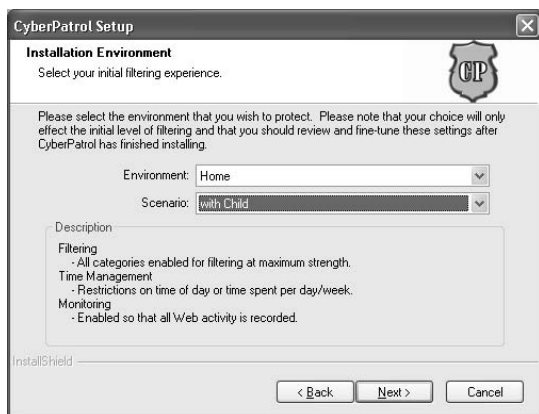 CyberPatrol Setup
Installation Environment
Select your initial filtering experience.
CP
Please select the environment that you wish to protect. Please note that your choice will only
effect the initial level of filtering and that you should review and fine-tune these settings after
CyberPatrol has finished installing.
Environment: Home
Scenario: with Child
Description
Filtering
- All categories enabled for filtering at maximum strength.
Time Management
- Restrictions on time of day or time spent per day/week.
Monitoring
- Enabled so that all Web activity is recorded.
InstallShield
< Back Next > Cancel